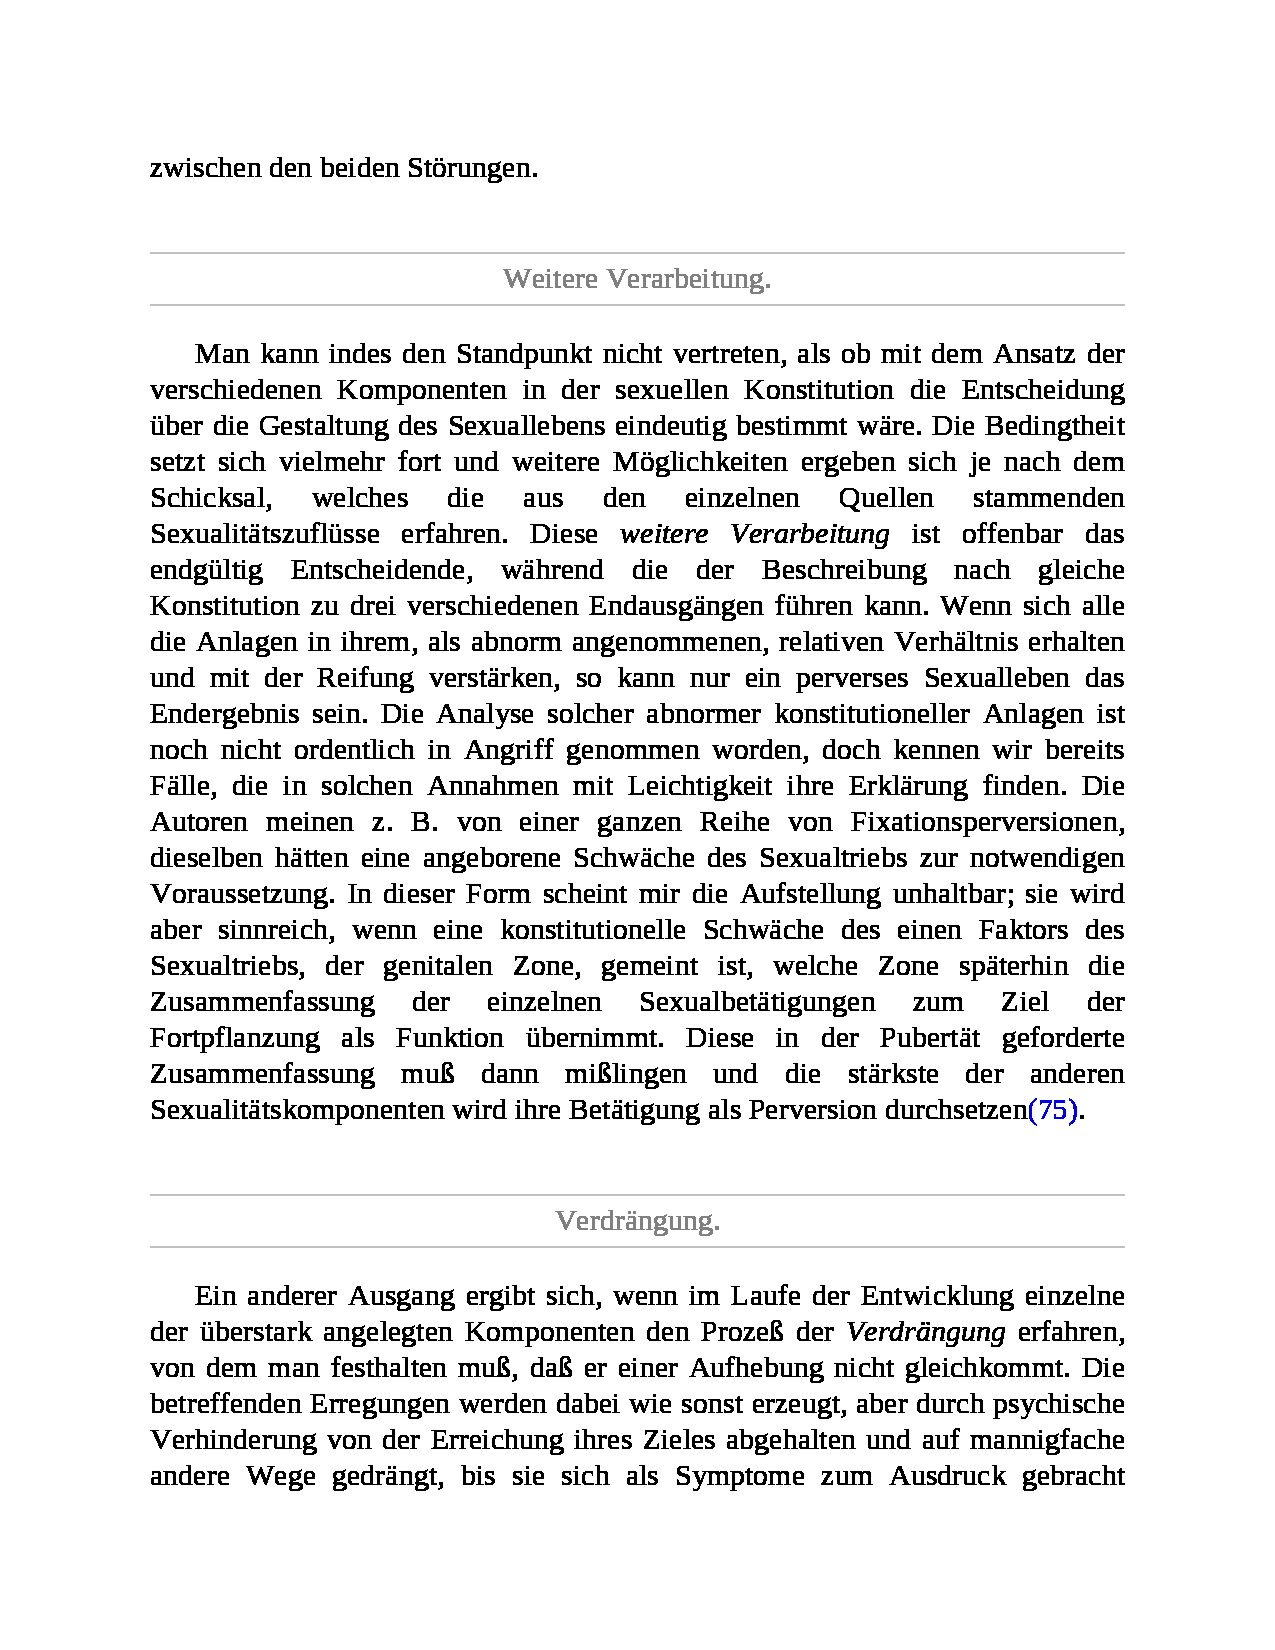 zwischen den beiden Störungen.
Weitere Verarbeitung.
Man kann indes den Standpunkt nicht vertreten, als ob mit dem Ansatz der
verschiedenen Komponenten in der sexuellen Konstitution die Entscheidung
über die Gestaltung des Sexuallebens eindeutig bestimmt wäre. Die Bedingtheit
setzt sich vielmehr fort und weitere Möglichkeiten ergeben sich je nach dem
Schicksal, welches die aus den einzelnen Quellen stammenden
Sexualitätszuflüsse erfahren. Diese weitere Verarbeitung ist offenbar das
endgültig Entscheidende, während die der Beschreibung nach gleiche
Konstitution zu drei verschiedenen Endausgängen führen kann. Wenn sich alle
die Anlagen in ihrem, als abnorm angenommenen, relativen Verhältnis erhalten
und mit der Reifung verstärken, so kann nur ein perverses Sexualleben das
Endergebnis sein. Die Analyse solcher abnormer konstitutioneller Anlagen ist
noch nicht ordentlich in Angriff genommen worden, doch kennen wir bereits
Fälle, die in solchen Annahmen mit Leichtigkeit ihre Erklärung finden. Die
Autoren meinen z. B. von einer ganzen Reihe von Fixationsperversionen,
dieselben hätten eine angeborene Schwäche des Sexualtriebs zur notwendigen
Voraussetzung. In dieser Form scheint mir die Aufstellung unhaltbar; sie wird
aber sinnreich, wenn eine konstitutionelle Schwäche des einen Faktors des
Sexualtriebs, der genitalen Zone, gemeint ist, welche Zone späterhin die
Zusammenfassung der einzelnen Sexualbetätigungen zum Ziel der
Fortpflanzung als Funktion übernimmt. Diese in der Pubertät geforderte
Zusammenfassung muß dann mißlingen und die stärkste der anderen
Sexualitätskomponenten wird ihre Betätigung als Perversion durchsetzen(75).
Verdrängung.
Ein anderer Ausgang ergibt sich, wenn im Laufe der Entwicklung einzelne
der überstark angelegten Komponenten den Prozeß der Verdrängung erfahren,
von dem man festhalten muß, daß er einer Aufhebung nicht gleichkommt. Die
betreffenden Erregungen werden dabei wie sonst erzeugt, aber durch psychische
Verhinderung von der Erreichung ihres Zieles abgehalten und auf mannigfache
andere Wege gedrängt, bis sie sich als Symptome zum Ausdruck gebracht